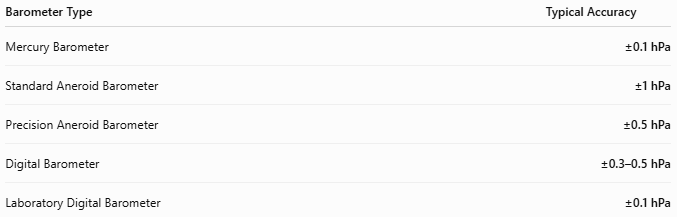 Barometer Type Typical Accuracy
Mercury Barometer ±0.1 hPa
Standard Aneroid Barometer ±1 hPa
Precision Aneroid Barometer ±0.5 hPa
Digital Barometer ±0.3–0.5 hPa
Laboratory Digital Barometer ±0.1 hPa